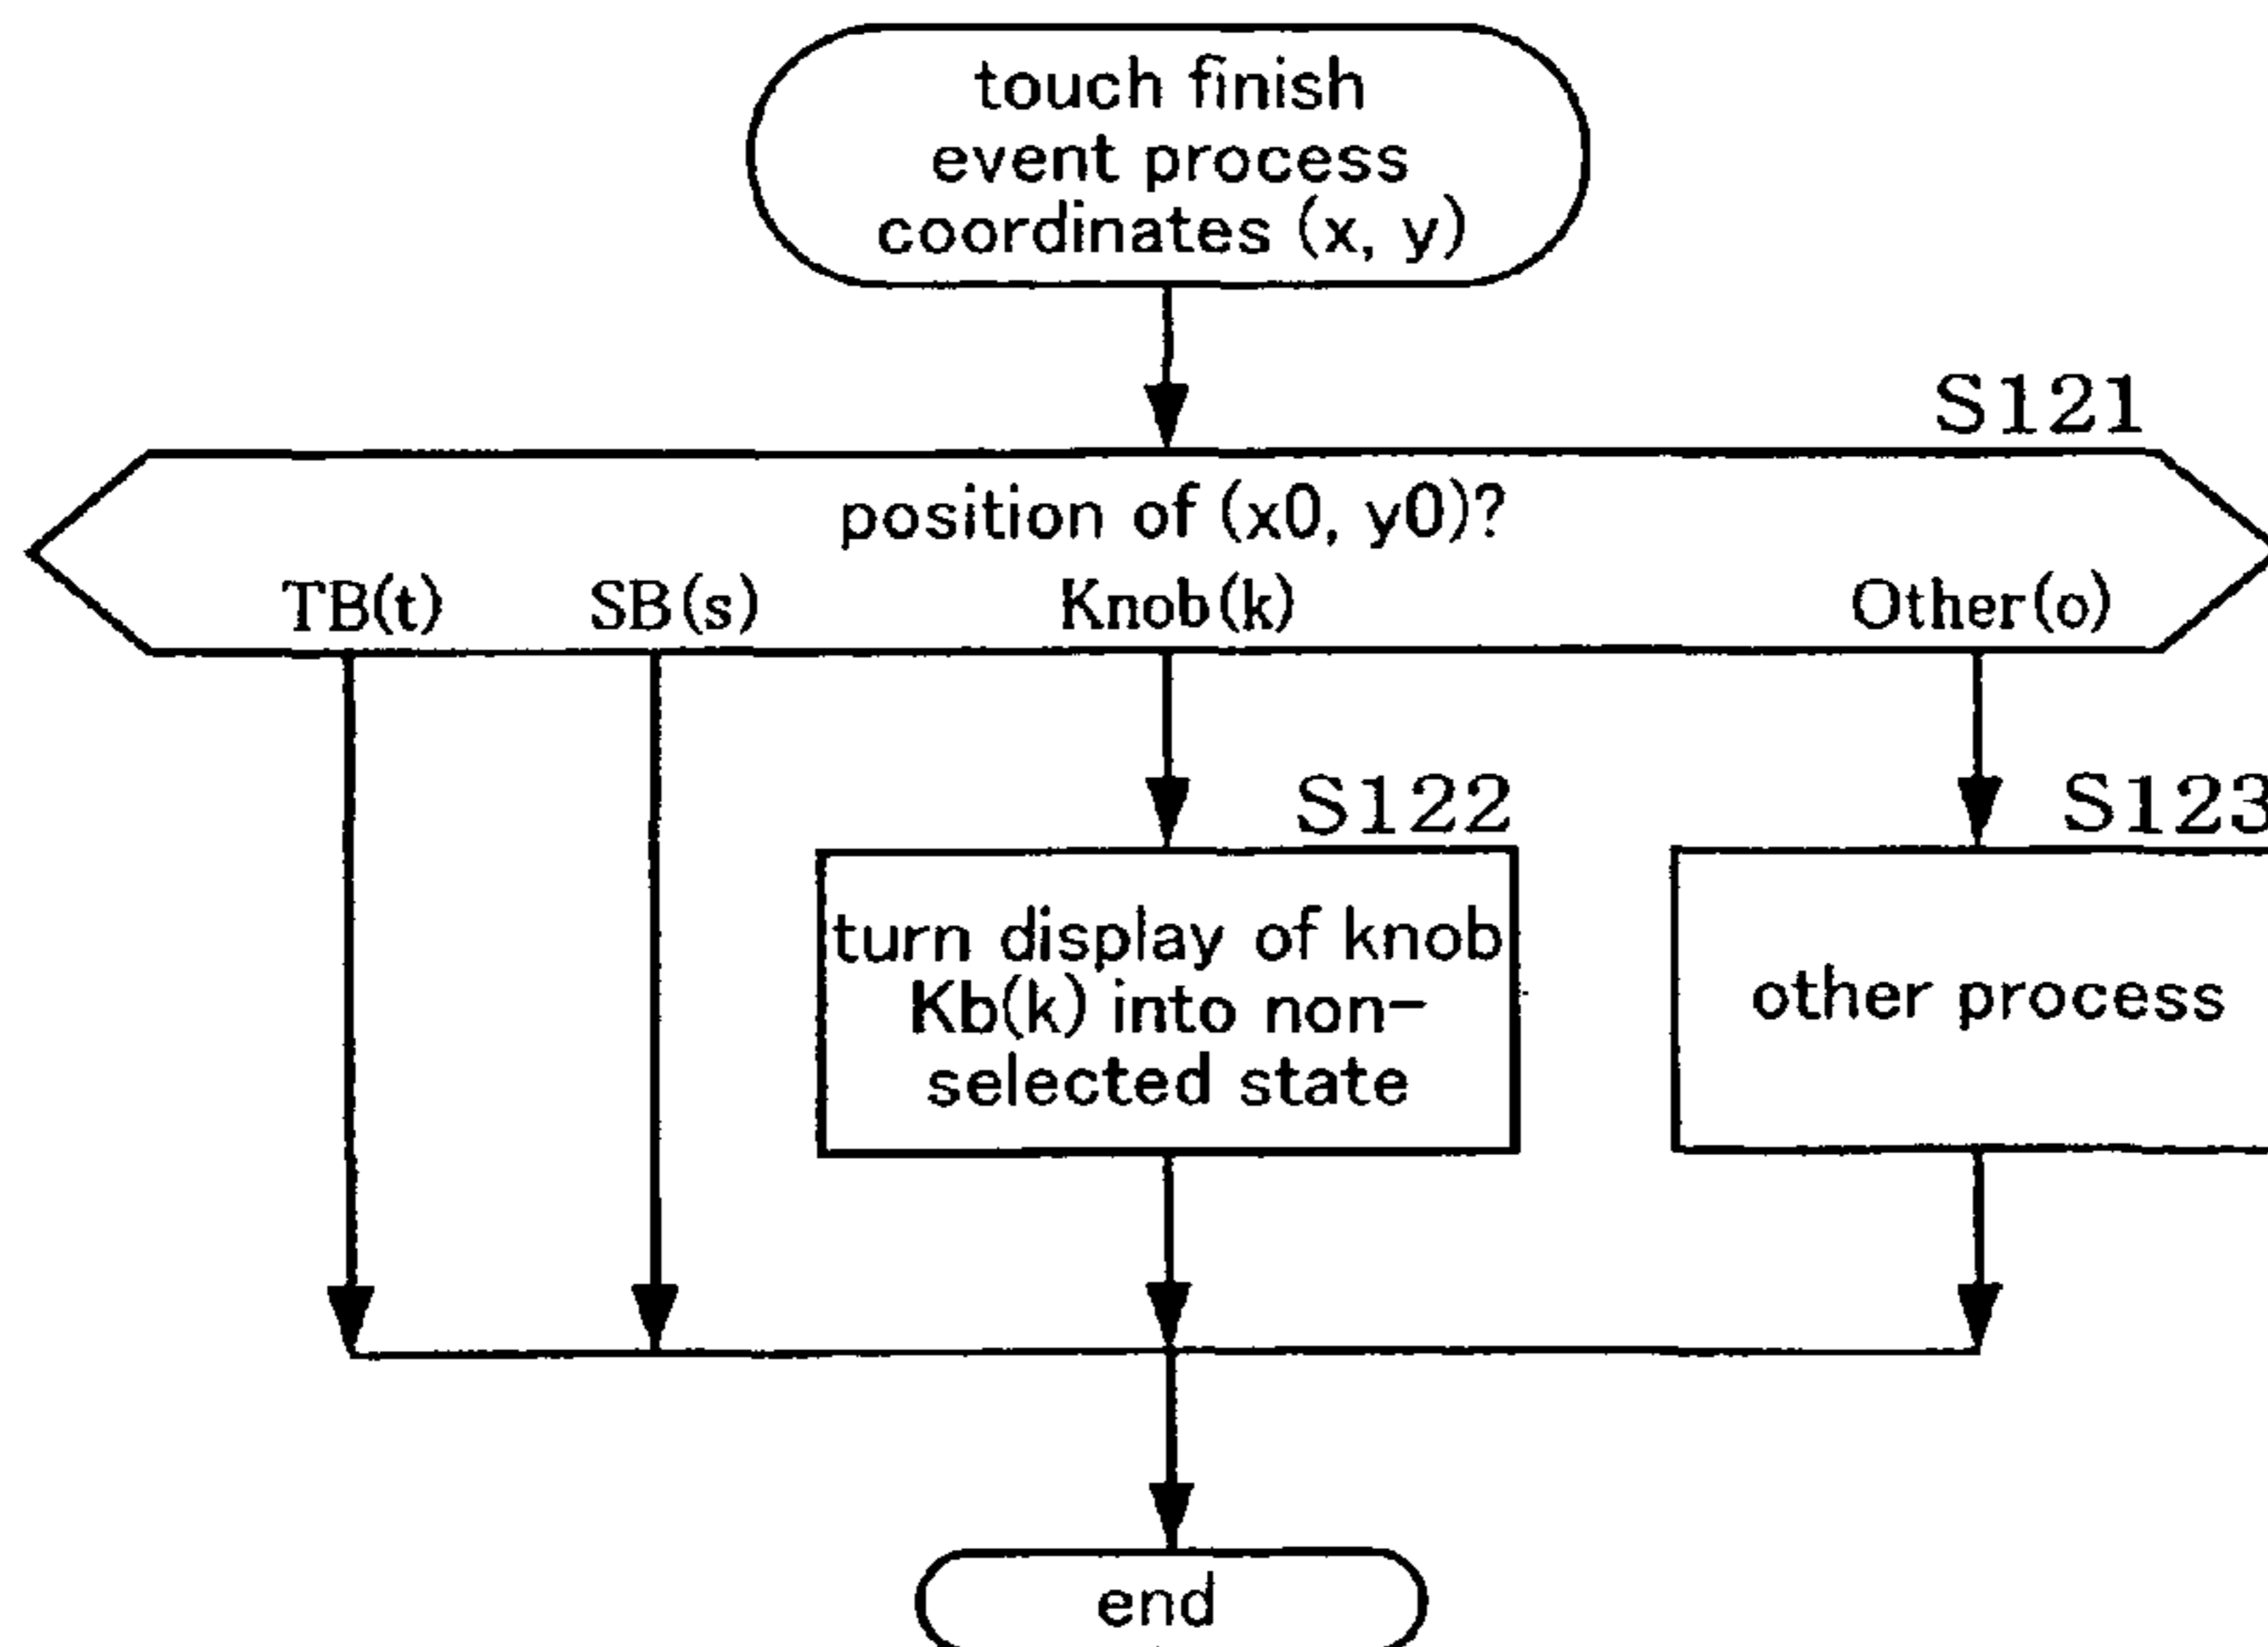 touch finish
event process
coordinates (x, y)
S121
position of (x0, y0)?
TB(t) SB(s) Knob(k) Other(o)
S122 S123
turn display of knob
Kb(k) into non-
selected state
other process
end